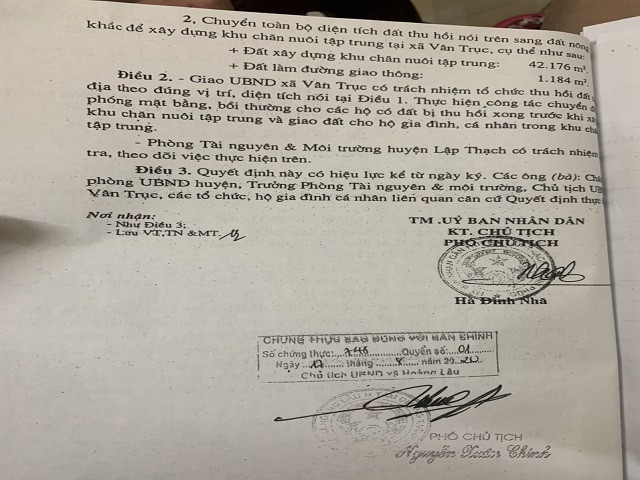 2, Chuyển toàn bộ diện tích đất thu hồi nói trên sang đất nông
khác để xây dựng khu chăn nuôi tập trung tại xã Vân Trục, cụ thể như sau:
+ Đất xây dựng khu chăn nuôi tập trung: 42.176 m²
+ Đất làm đường giao thông: 1.184 m²
Điều 2. - Giao UBND xã Vân Trục có trách nhiệm tổ chức thu hồi đất
địa theo đúng vị trí, diện tích nói tại Điều 1. Thực hiện công tác chuyển
phóng mặt bằng, bồi thường cho các hộ có đất bị thu hồi xong trước khi
khu chăn nuôi tập trung và giao đất cho hộ gia đình, cá nhân trong khu
tập trung.
- Phòng Tài nguyên & Môi trường huyện Lập Thạch có trách nhiệm
tra, theo dõi việc thực hiện trên.
Điều 3. Quyết định này có hiệu lực kể từ ngày ký. Các ông (bà):
phòng UBND huyện, Trưởng Phòng Tài nguyên & môi trường, Chủ tịch
Vân Trục, các tổ chức, hộ gia đình cá nhân liên quan căn cứ Quyết định
Nơi nhận:
- Như Điều 3;
- Lưu VT,TN &MT.
TM .UỶ BAN NHÂN DÂN
KT. CHỦ TỊCH
PHÓ CHỦ TỊCH
Hà Đình Nhã
CHỨNG THỰC SAO ĐÚNG VỚI BẢN CHÍNH
Số chứng thực: Quyển số: 01
Ngày tháng 8 năm 2020
Chủ tịch UBND xã Hoàng Lâu
PHÓ CHỦ TỊCH
Nguyễn Xuân Chinh